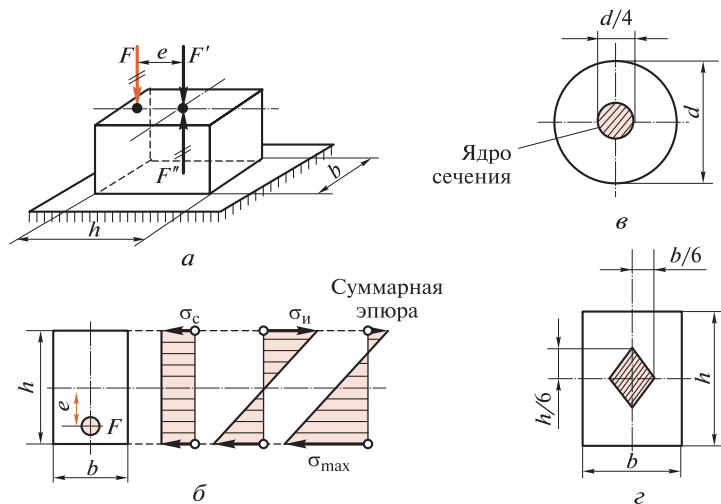 F
e
F′
F″
b
h
а
d/4
d
Ядро
сечения
в
Суммарная
эпюра
σс
σи
h
e
F
b
σmax
б
b/6
h/6
h
b
г